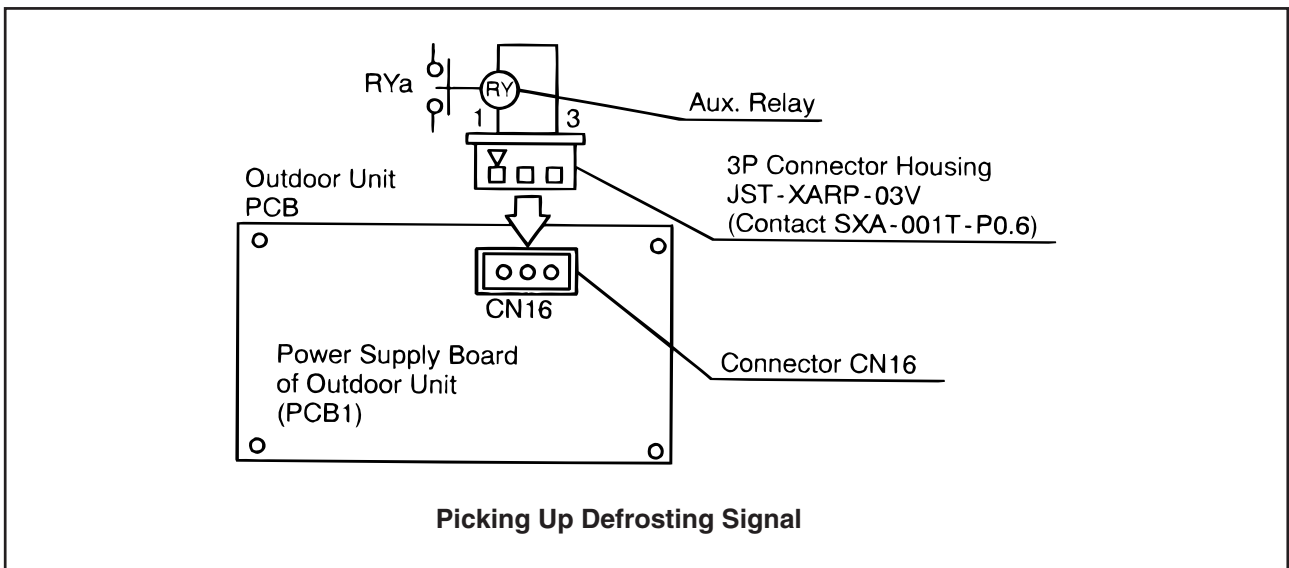 RYa
RY
1
3
Aux. Relay
3P Connector Housing
JST-XARP-03V
(Contact SXA-001T-P0.6)
Outdoor Unit
PCB
CN16
Power Supply Board
of Outdoor Unit
(PCB1)
Connector CN16
Picking Up Defrosting Signal